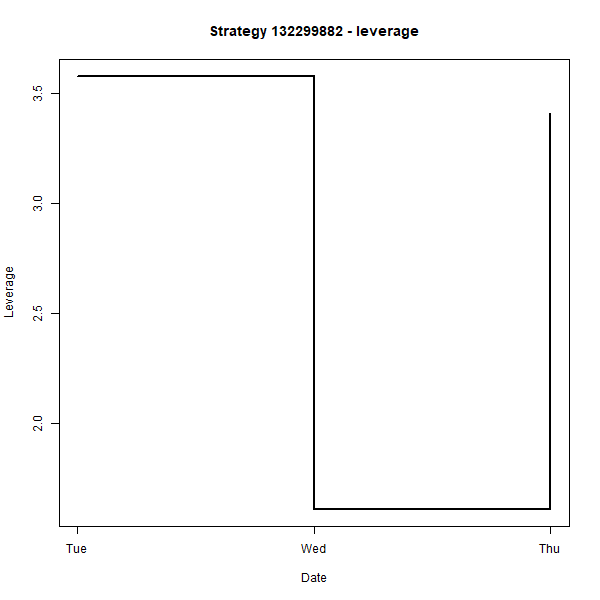 Strategy 132299882 - leverage
Leverage
3.5
3.0
2.5
2.0
Tue Wed Thu
Date